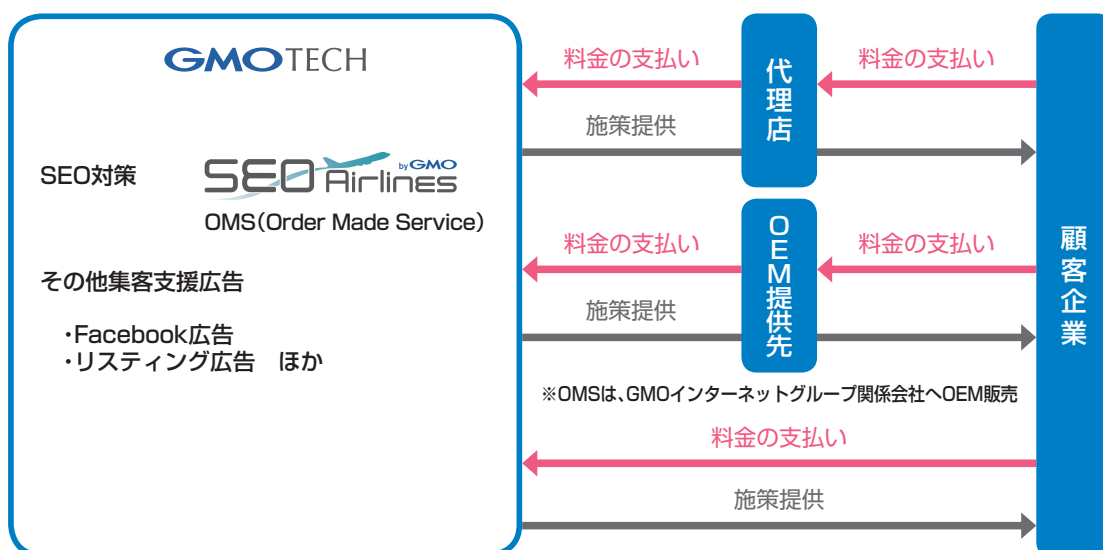 GMOTECH
SEO対策
SEO Airlines by GMO
OMS(Order Made Service)
その他集客支援広告
・Facebook広告
・リスティング広告　ほか
料金の支払い
代理店
料金の支払い
施策提供
料金の支払い
OEM提供先
料金の支払い
施策提供
※OMSは、GMOインターネットグループ関係会社へOEM販売
料金の支払い
施策提供
顧客企業